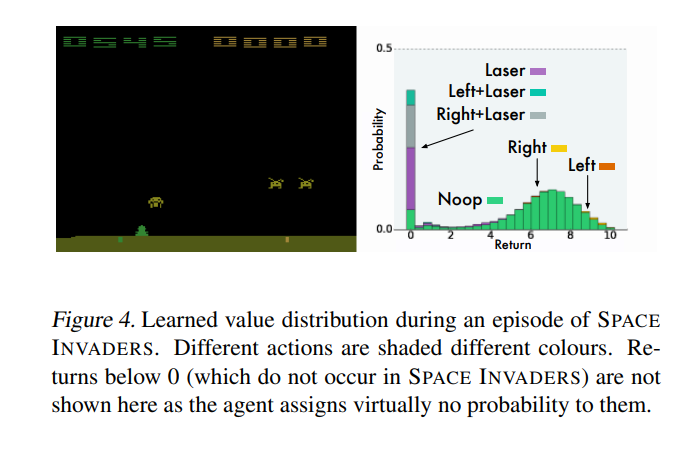 0545 0000
0.5
Laser
Left+Laser
Right+Laser
Right
Left
Noop
Probability
0.0
0 2 4 6 8 10
Return
Figure 4. Learned value distribution during an episode of SPACE
INVADERS. Different actions are shaded different colours. Re-
turns below 0 (which do not occur in SPACE INVADERS) are not
shown here as the agent assigns virtually no probability to them.